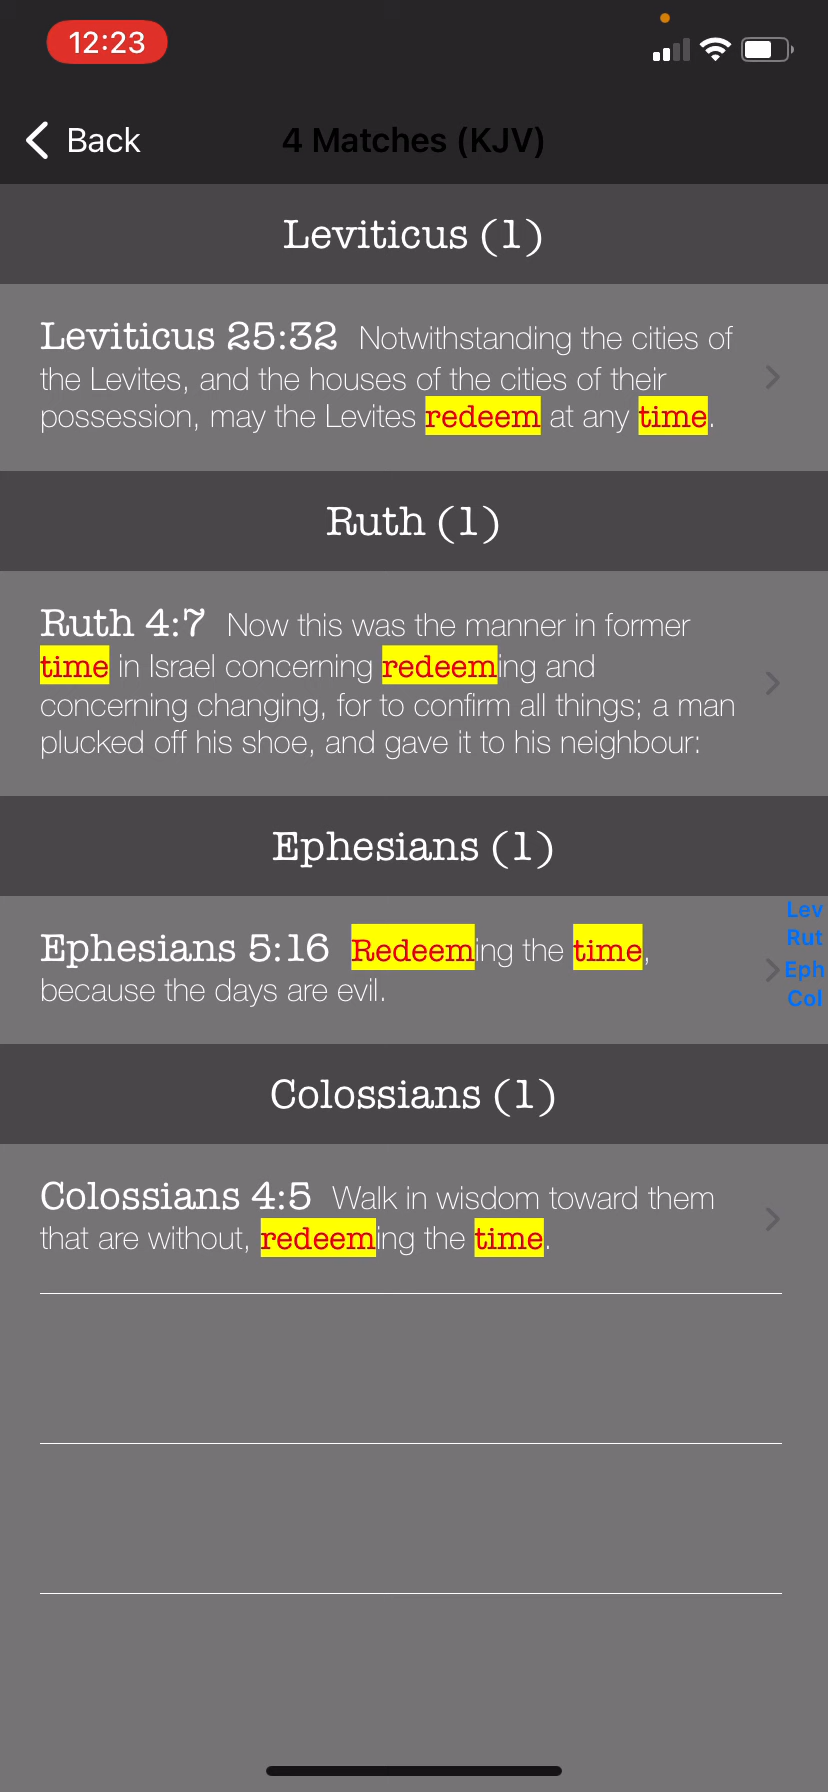 12:23
Back
4 Matches (KJV)
Leviticus (1)
Leviticus 25:32 Notwithstanding the cities of
the Levites, and the houses of the cities of their
possession, may the Levites redeem at any time.
Ruth (1)
Ruth 4:7 Now this was the manner in former
time in Israel concerning redeeming and
concerning changing, for to confirm all things; a man
plucked off his shoe, and gave it to his neighbour:
Ephesians (1)
Ephesians 5:16 Redeeming the time,
because the days are evil.
Lev
Rut
Eph
Col
Colossians (1)
Colossians 4:5 Walk in wisdom toward them
that are without, redeeming the time.